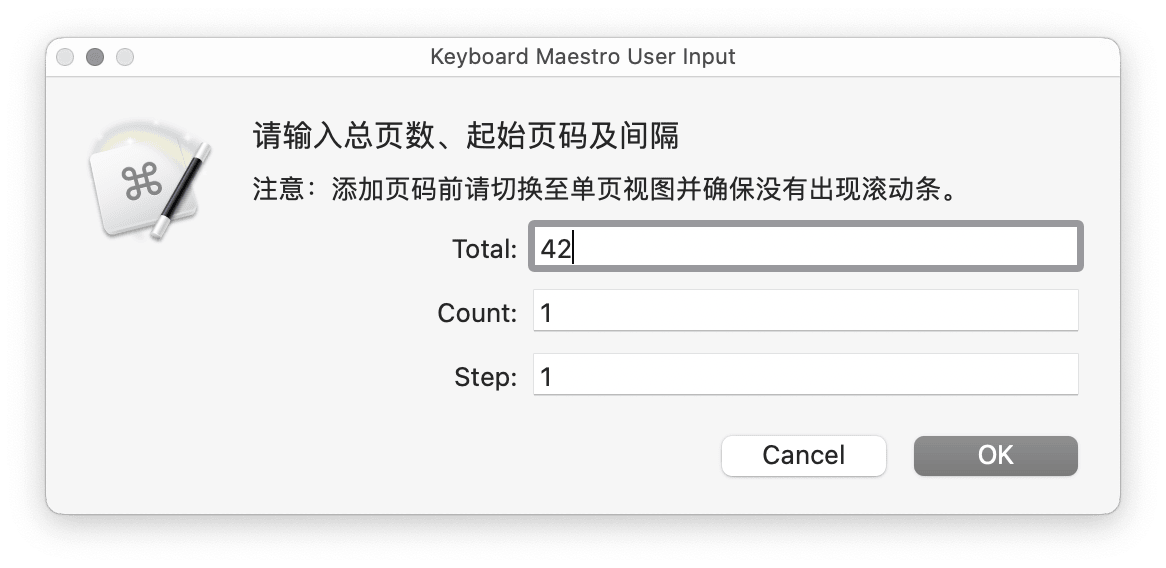 Keyboard Maestro User Input
请输入总页数、起始页码及间隔
注意：添加页码前请切换至单页视图并确保没有出现滚动条。
Total: 42
Count: 1
Step: 1
Cancel OK